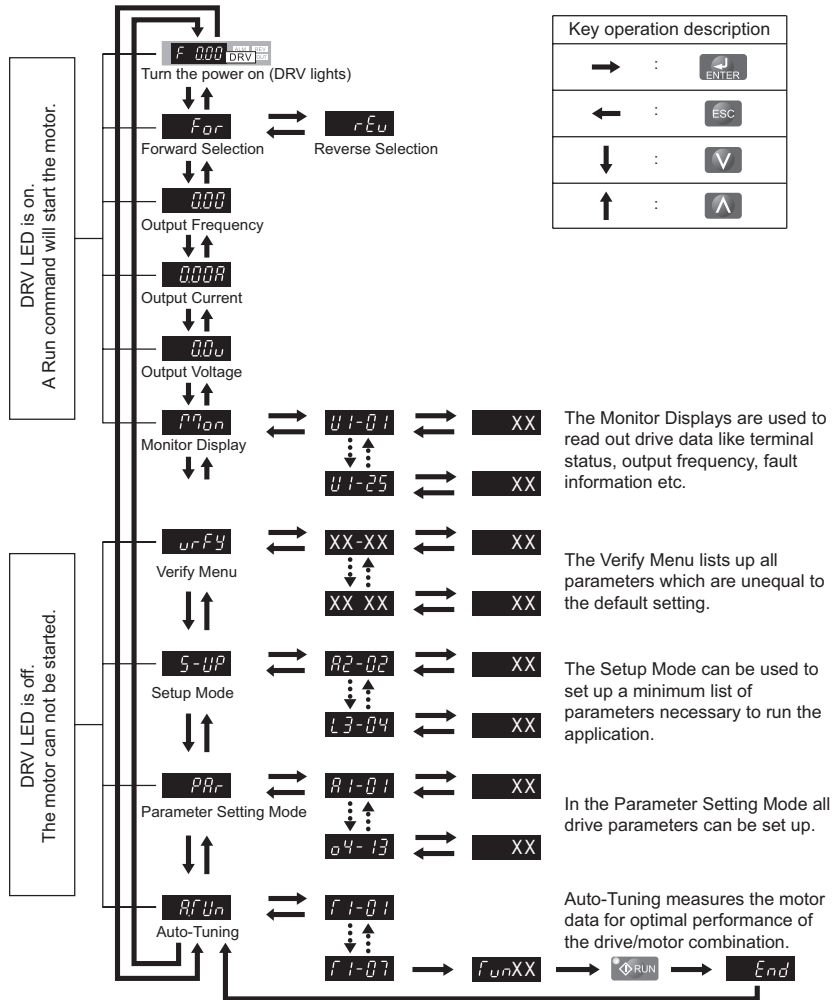 F 0.00 DRV ALM REV OUT
Turn the power on (DRV lights)
For
Forward Selection
rEv
Reverse Selection
0.00
Output Frequency
0.00A
Output Current
0.0v
Output Voltage
Mon
Monitor Display
U1-01
XX
U1-25
XX
The Monitor Displays are used to
read out drive data like terminal
status, output frequency, fault
information etc.
DRV LED is on.
A Run command will start the motor.
Key operation description
: ENTER
: ESC
: V
: Λ
vrFY
Verify Menu
XX-XX
XX
XX XX
XX
The Verify Menu lists up all
parameters which are unequal to
the default setting.
S-UP
Setup Mode
A2-02
XX
L3-04
XX
The Setup Mode can be used to
set up a minimum list of
parameters necessary to run the
application.
PAr
Parameter Setting Mode
A1-01
XX
o4-13
XX
In the Parameter Setting Mode all
drive parameters can be set up.
A.TUn
Auto-Tuning
T1-01
T1-07
TunXX
RUN
End
Auto-Tuning measures the motor
data for optimal performance of
the drive/motor combination.
DRV LED is off.
The motor can not be started.